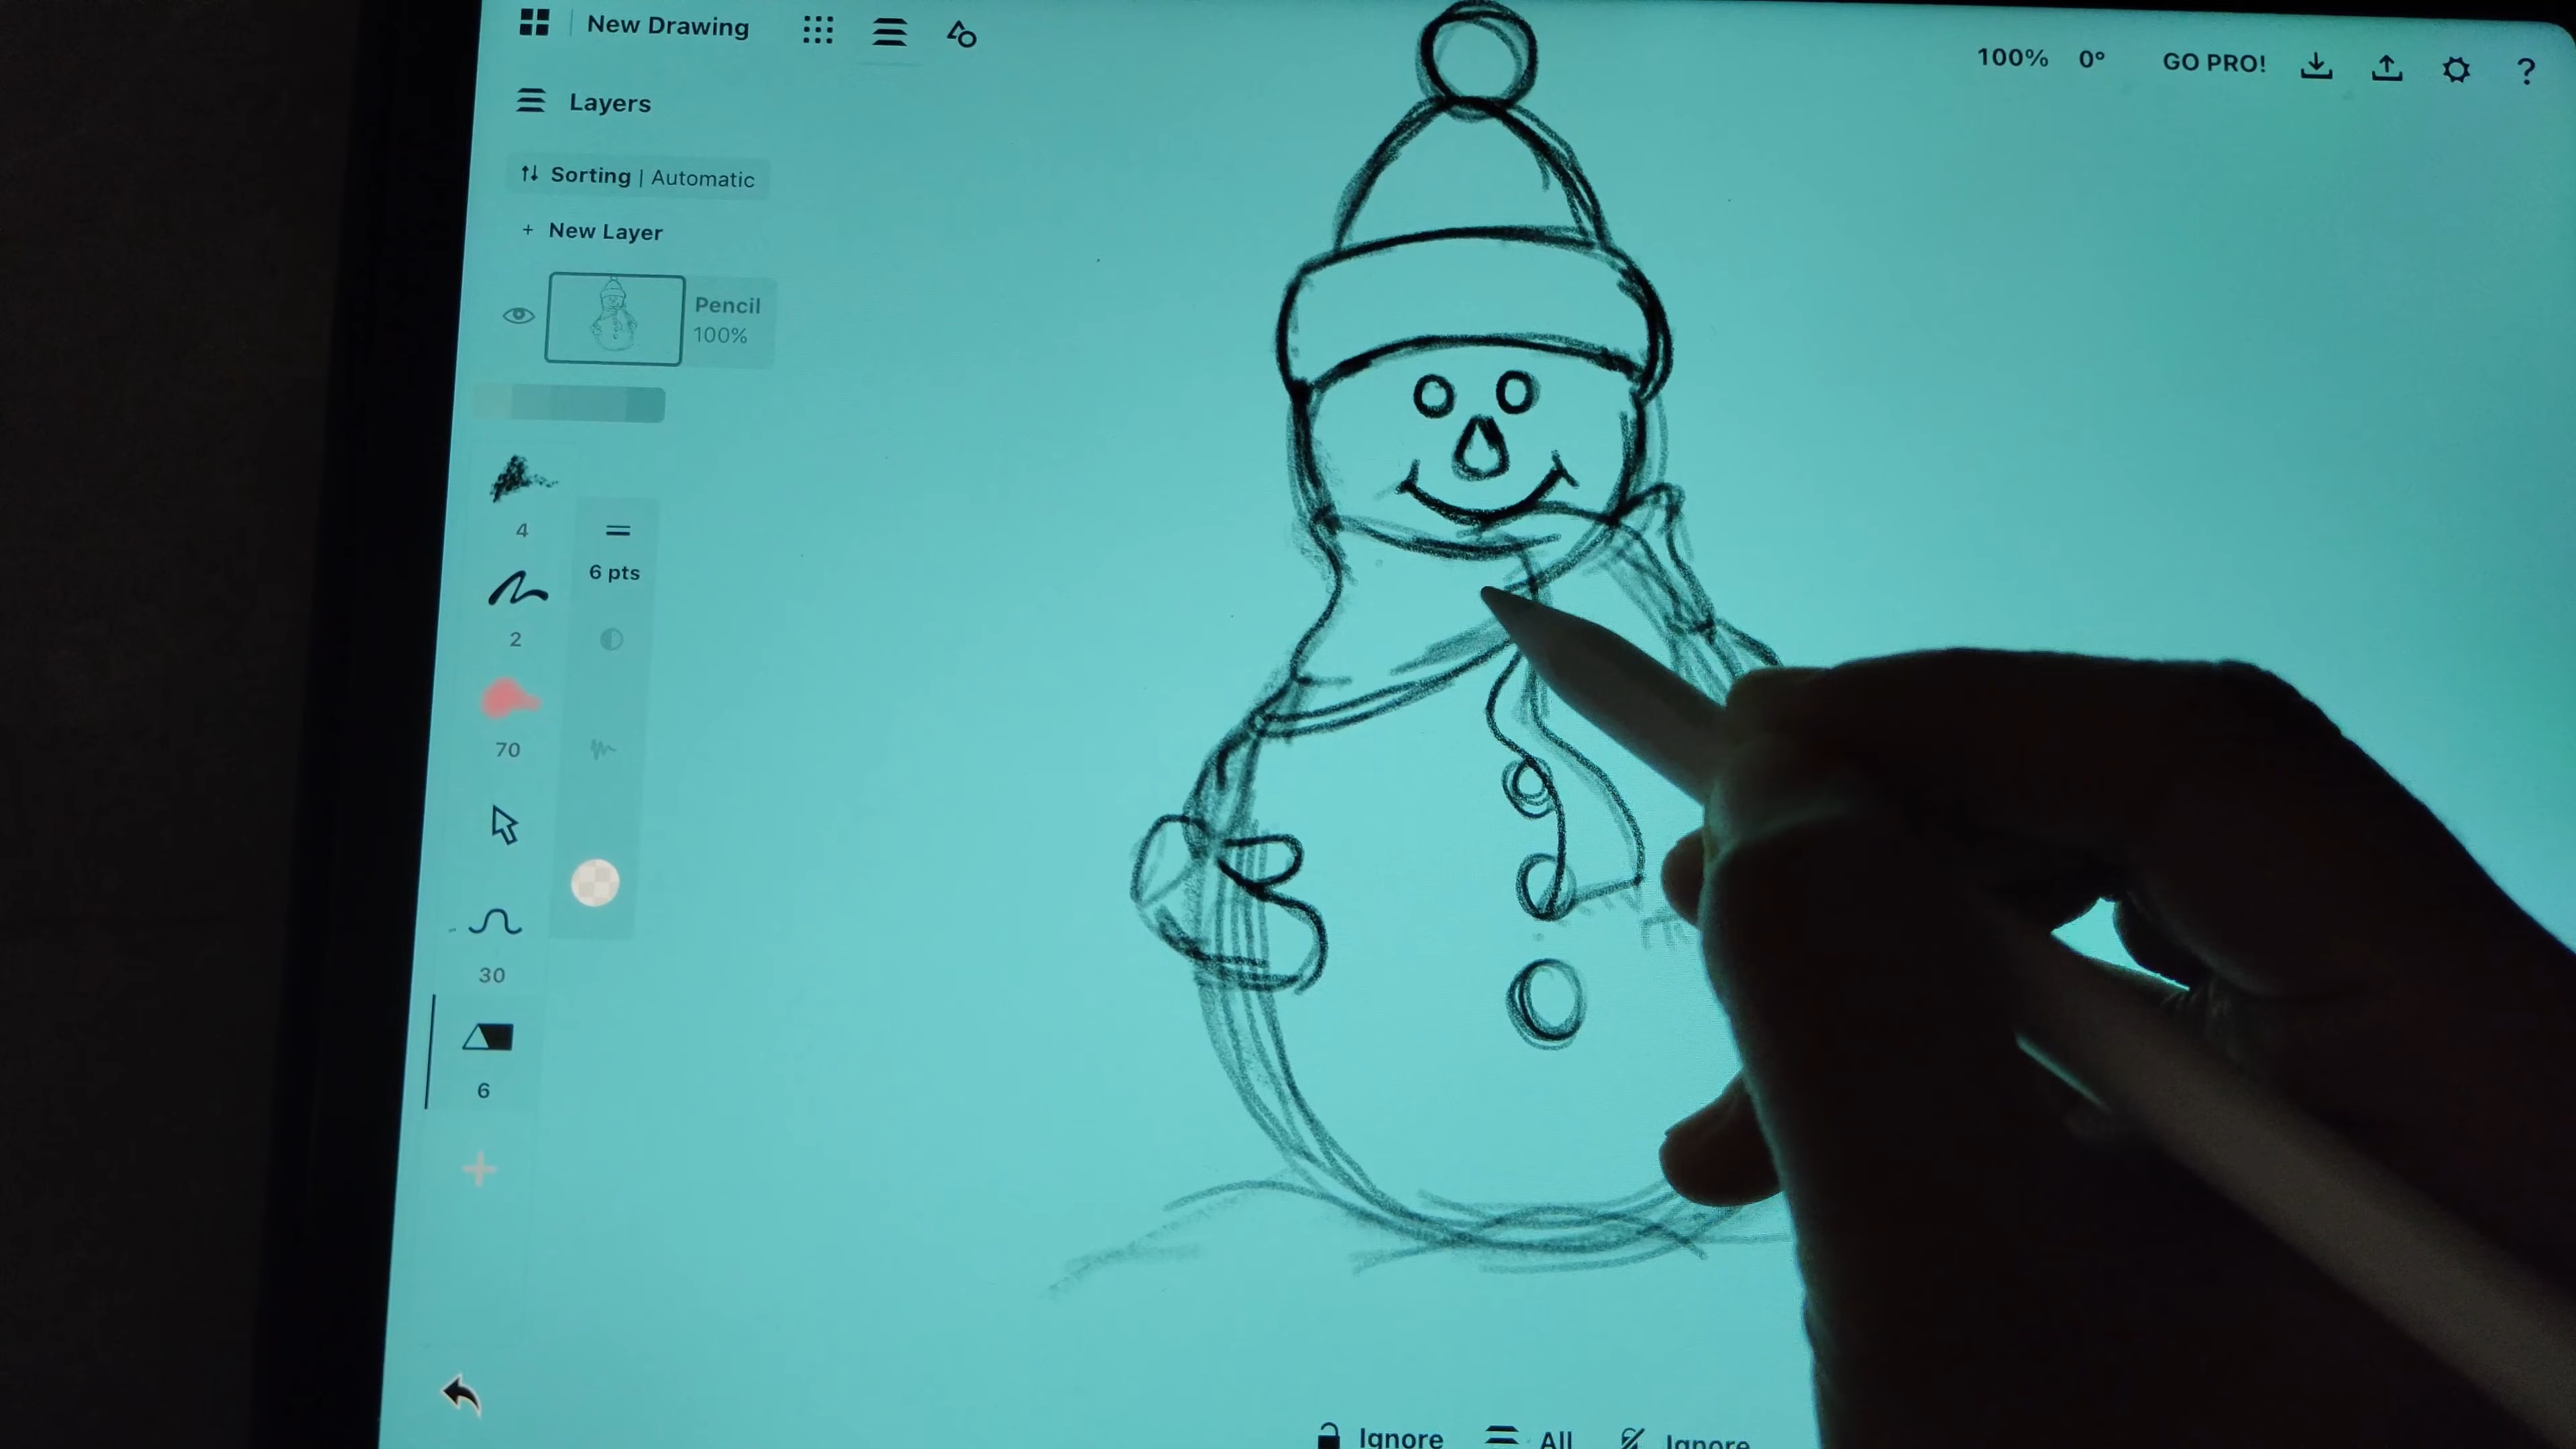 New Drawing
100% 0° GO PRO! ?
Layers
Sorting | Automatic
+ New Layer
Pencil
100%
4
6 pts
2
70
30
6
Ignore All Ignore